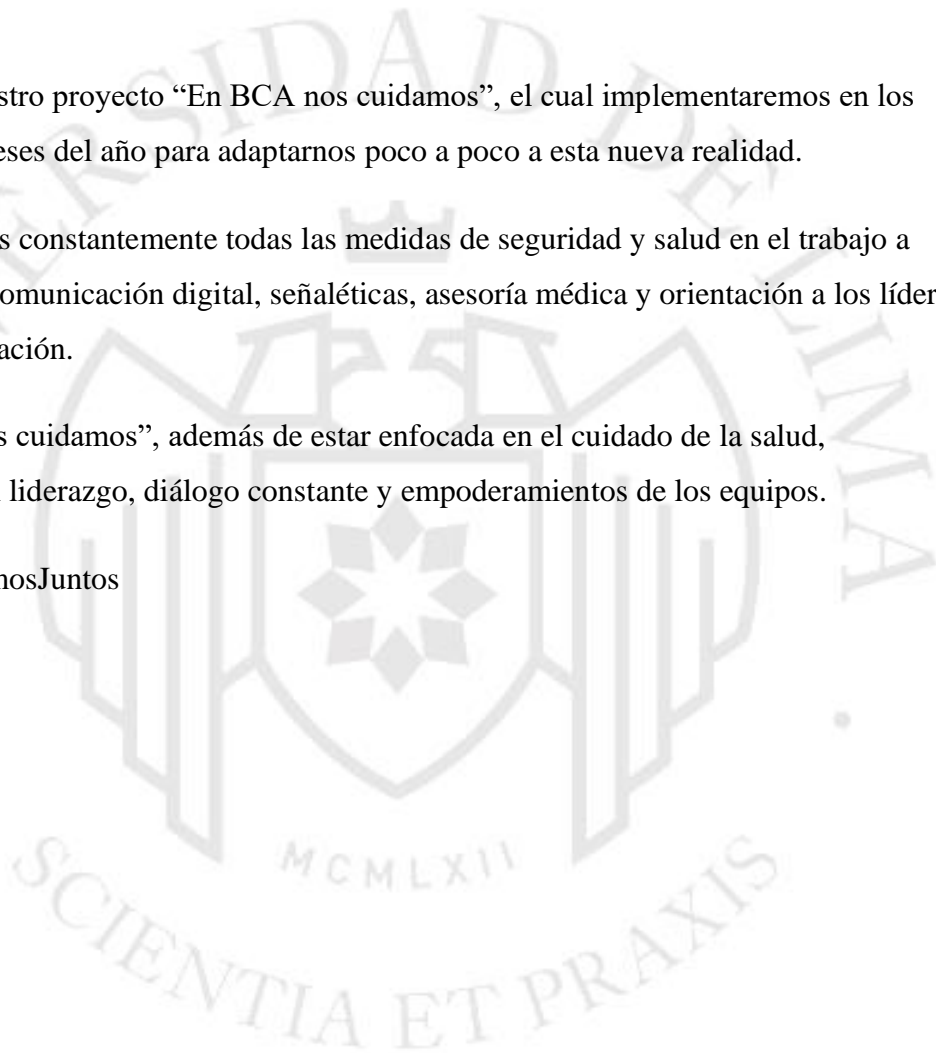 stro proyecto “En BCA nos cuidamos”, el cual implementaremos en los
eses del año para adaptarnos poco a poco a esta nueva realidad.
s constantemente todas las medidas de seguridad y salud en el trabajo a
omunicación digital, señaléticas, asesoría médica y orientación a los líder
ación.
s cuidamos”, además de estar enfocada en el cuidado de la salud,
liderazgo, diálogo constante y empoderamientos de los equipos.
nosJuntos
ERSIDAD DE LIMA
MCMLXII
SCIENTIA ET PRAXIS